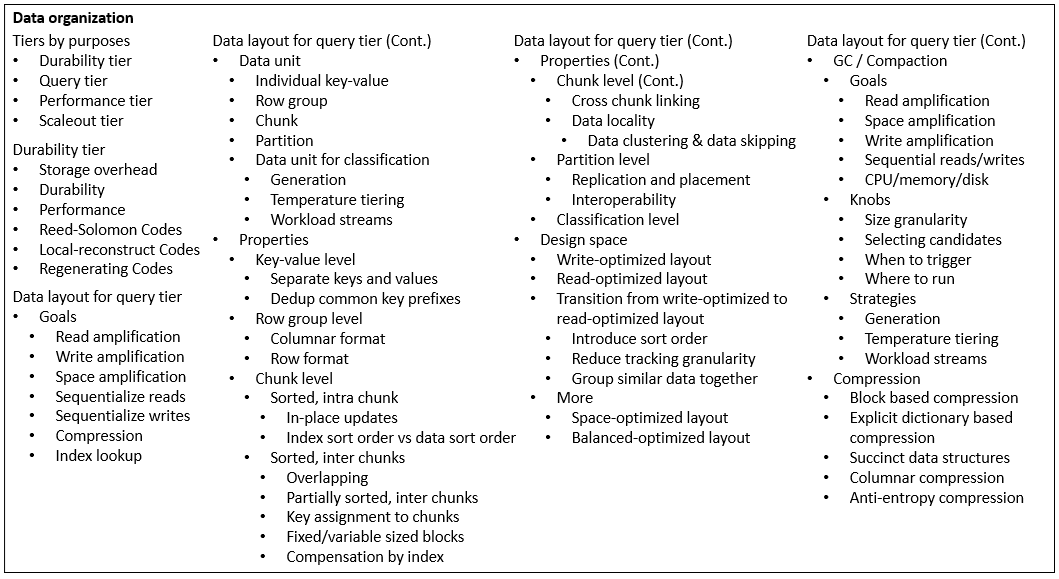 Data organization
Tiers by purposes
• Durability tier
• Query tier
• Performance tier
• Scaleout tier
Durability tier
• Storage overhead
• Durability
• Performance
• Reed-Solomon Codes
• Local-reconstruct Codes
• Regenerating Codes
Data layout for query tier
• Goals
• Read amplification
• Write amplification
• Space amplification
• Sequentialize reads
• Sequentialize writes
• Compression
• Index lookup
Data layout for query tier (Cont.)
• Data unit
• Individual key-value
• Row group
• Chunk
• Partition
• Data unit for classification
• Generation
• Temperature tiering
• Workload streams
• Properties
• Key-value level
• Separate keys and values
• Dedup common key prefixes
• Row group level
• Columnar format
• Row format
• Chunk level
• Sorted, intra chunk
• In-place updates
• Index sort order vs data sort order
• Sorted, inter chunks
• Overlapping
• Partially sorted, inter chunks
• Key assignment to chunks
• Fixed/variable sized blocks
• Compensation by index
Data layout for query tier (Cont.)
• Properties (Cont.)
• Chunk level (Cont.)
• Cross chunk linking
• Data locality
• Data clustering & data skipping
• Partition level
• Replication and placement
• Interoperability
• Classification level
• Design space
• Write-optimized layout
• Read-optimized layout
• Transition from write-optimized to
read-optimized layout
• Introduce sort order
• Reduce tracking granularity
• Group similar data together
• More
• Space-optimized layout
• Balanced-optimized layout
Data layout for query tier (Cont.)
• GC / Compaction
• Goals
• Read amplification
• Space amplification
• Write amplification
• Sequential reads/writes
• CPU/memory/disk
• Knobs
• Size granularity
• Selecting candidates
• When to trigger
• Where to run
• Strategies
• Generation
• Temperature tiering
• Workload streams
• Compression
• Block based compression
• Explicit dictionary based
compression
• Succinct data structures
• Columnar compression
• Anti-entropy compression